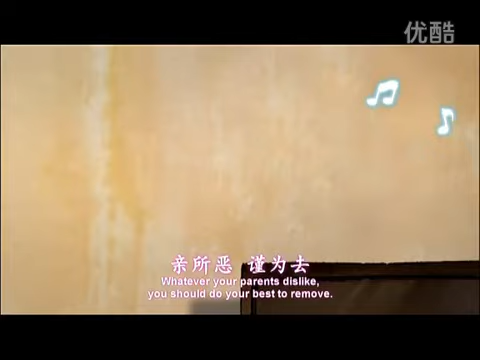 优酷
亲所恶 谨为去
Whatever your parents dislike,
you should do your best to remove.